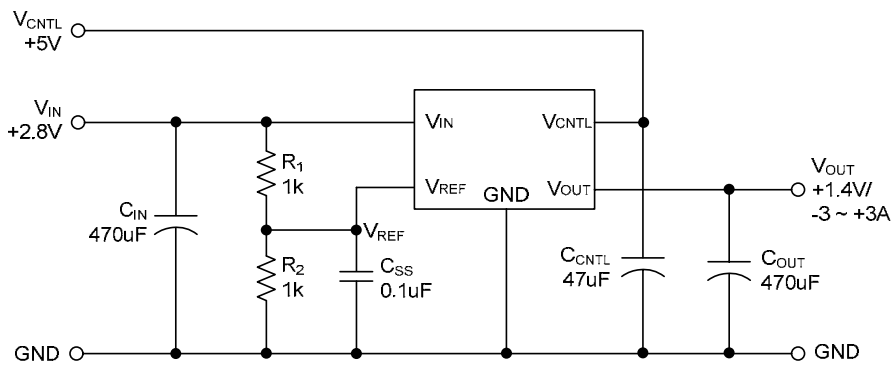 VCNTL
+5V
VIN
+2.8V
VIN
VCNTL
R1
1k
VREF
GND
VOUT
VOUT
+1.4V/
-3 ~ +3A
CIN
470uF
VREF
R2
1k
CSS
0.1uF
CCNTL
47uF
COUT
470uF
GND
GND